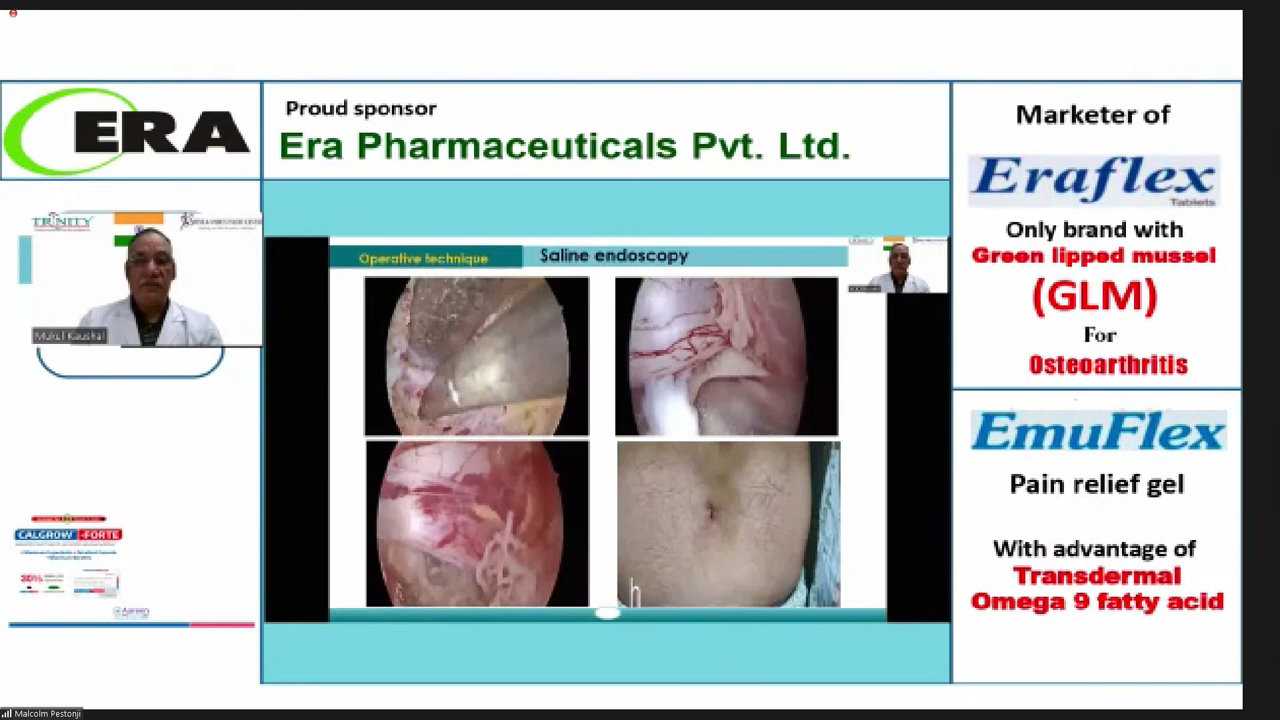 ERA
Proud sponsor
Era Pharmaceuticals Pvt. Ltd.
TRINITY
Mukul Kaushal
CALGROW -FORTE
30%
Operative technique
Saline endoscopy
Marketer of
Eraflex
Tablets
Only brand with
Green lipped mussel
(GLM)
For
Osteoarthritis
EmuFlex
Pain relief gel
With advantage of
Transdermal
Omega 9 fatty acid
Malcolm Pestonji